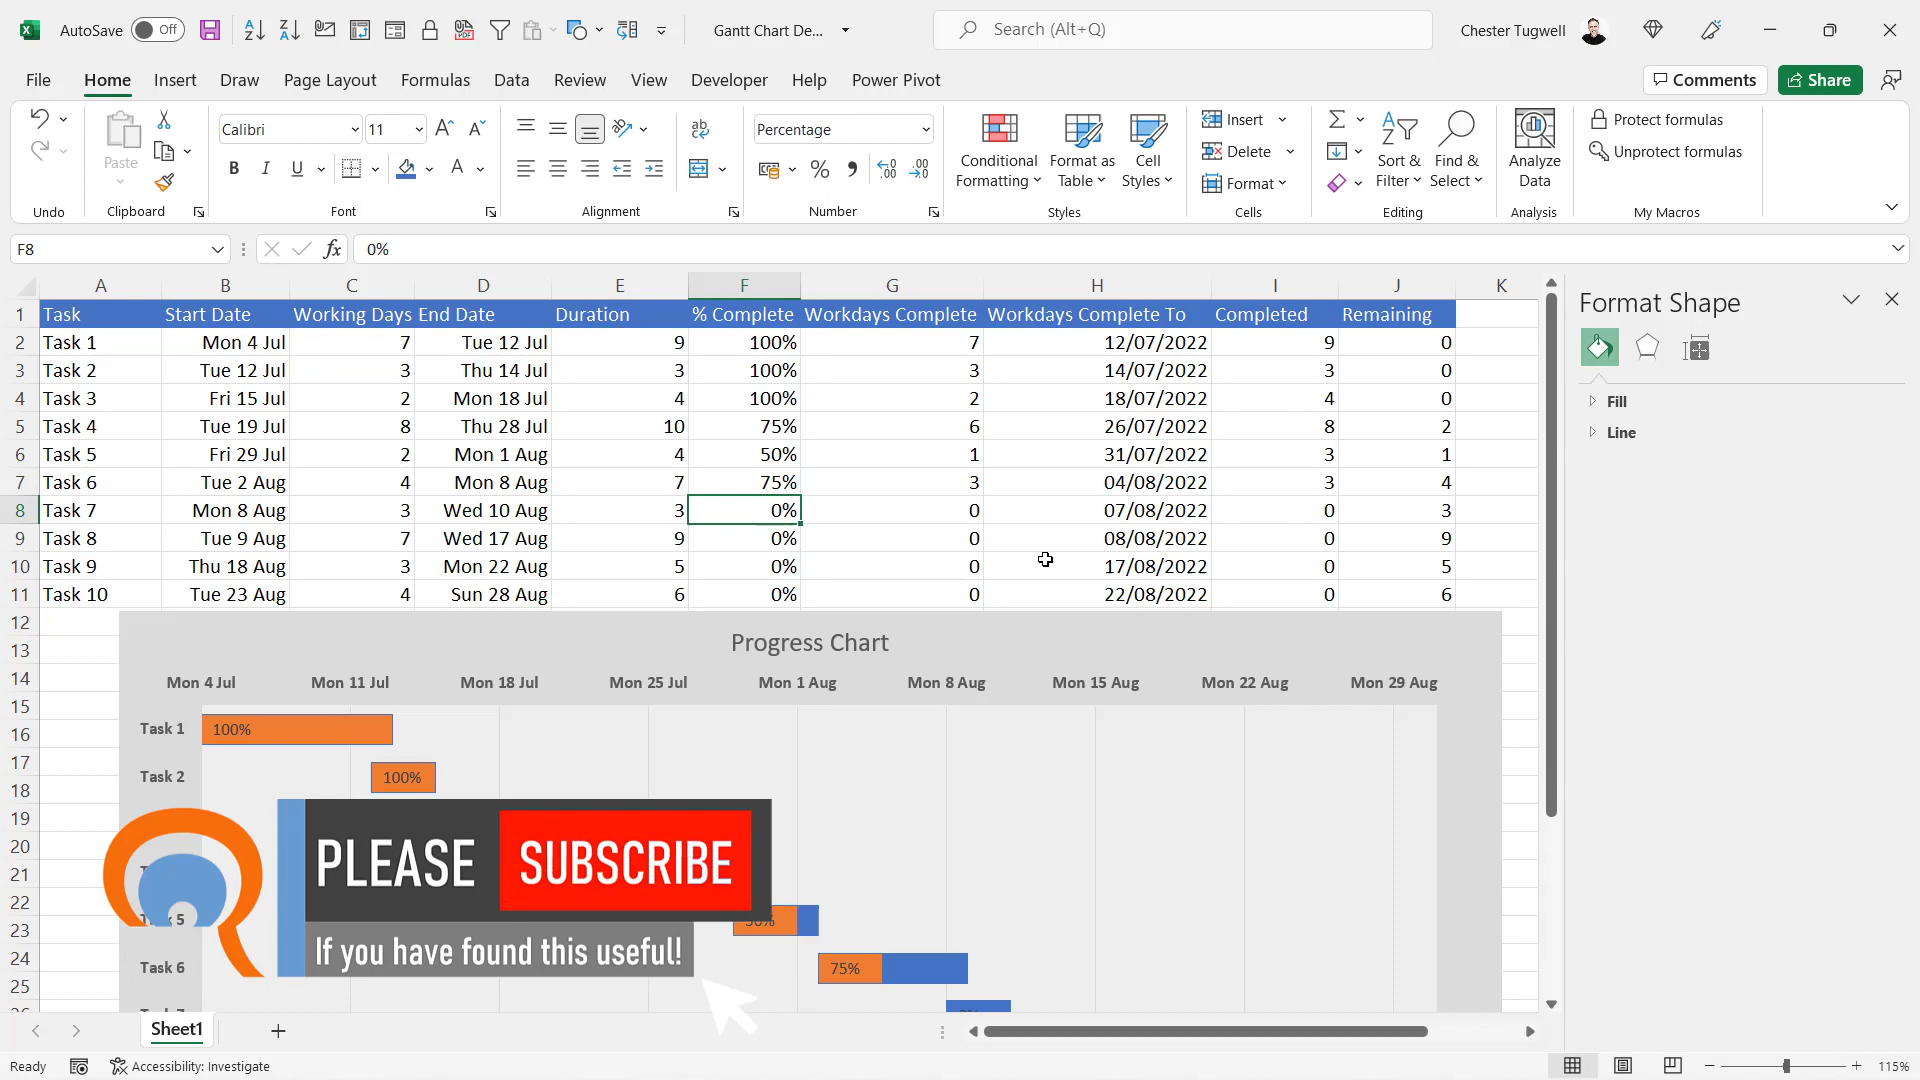 AutoSave Off Gantt Chart De... Search (Alt+Q) Chester Tugwell
File Home Insert Draw Page Layout Formulas Data Review View Developer Help Power Pivot Comments Share
Paste
Clipboard
Undo
Calibri 11
B I U
Font
ab
Alignment
Percentage
%
Number
Conditional Formatting
Format as Table
Cell Styles
Styles
Insert
Delete
Format
Cells
Sort & Filter
Find & Select
Editing
Analyze Data
Analysis
Protect formulas
Unprotect formulas
My Macros
F8 fx 0%
A B C D E F G H I J K
1 Task Start Date Working Days End Date Duration % Complete Workdays Complete Workdays Complete To Completed Remaining
2 Task 1 Mon 4 Jul 7 Tue 12 Jul 9 100% 7 12/07/2022 9 0
3 Task 2 Tue 12 Jul 3 Thu 14 Jul 3 100% 3 14/07/2022 3 0
4 Task 3 Fri 15 Jul 2 Mon 18 Jul 4 100% 2 18/07/2022 4 0
5 Task 4 Tue 19 Jul 8 Thu 28 Jul 10 75% 6 26/07/2022 8 2
6 Task 5 Fri 29 Jul 2 Mon 1 Aug 4 50% 1 31/07/2022 3 1
7 Task 6 Tue 2 Aug 4 Mon 8 Aug 7 75% 3 04/08/2022 3 4
8 Task 7 Mon 8 Aug 3 Wed 10 Aug 3 0% 0 07/08/2022 0 3
9 Task 8 Tue 9 Aug 7 Wed 17 Aug 9 0% 0 08/08/2022 0 9
10 Task 9 Thu 18 Aug 3 Mon 22 Aug 5 0% 0 17/08/2022 0 5
11 Task 10 Tue 23 Aug 4 Sun 28 Aug 6 0% 0 22/08/2022 0 6
12
13
14
15
16
17
18
19
20
21
22
23
24
25
Progress Chart
Mon 4 Jul Mon 11 Jul Mon 18 Jul Mon 25 Jul Mon 1 Aug Mon 8 Aug Mon 15 Aug Mon 22 Aug Mon 29 Aug
Task 1 100%
Task 2 100%
5
Task 6 75%
PLEASE SUBSCRIBE
If you have found this useful!
Format Shape
Fill
Line
Sheet1
Ready Accessibility: Investigate 115%